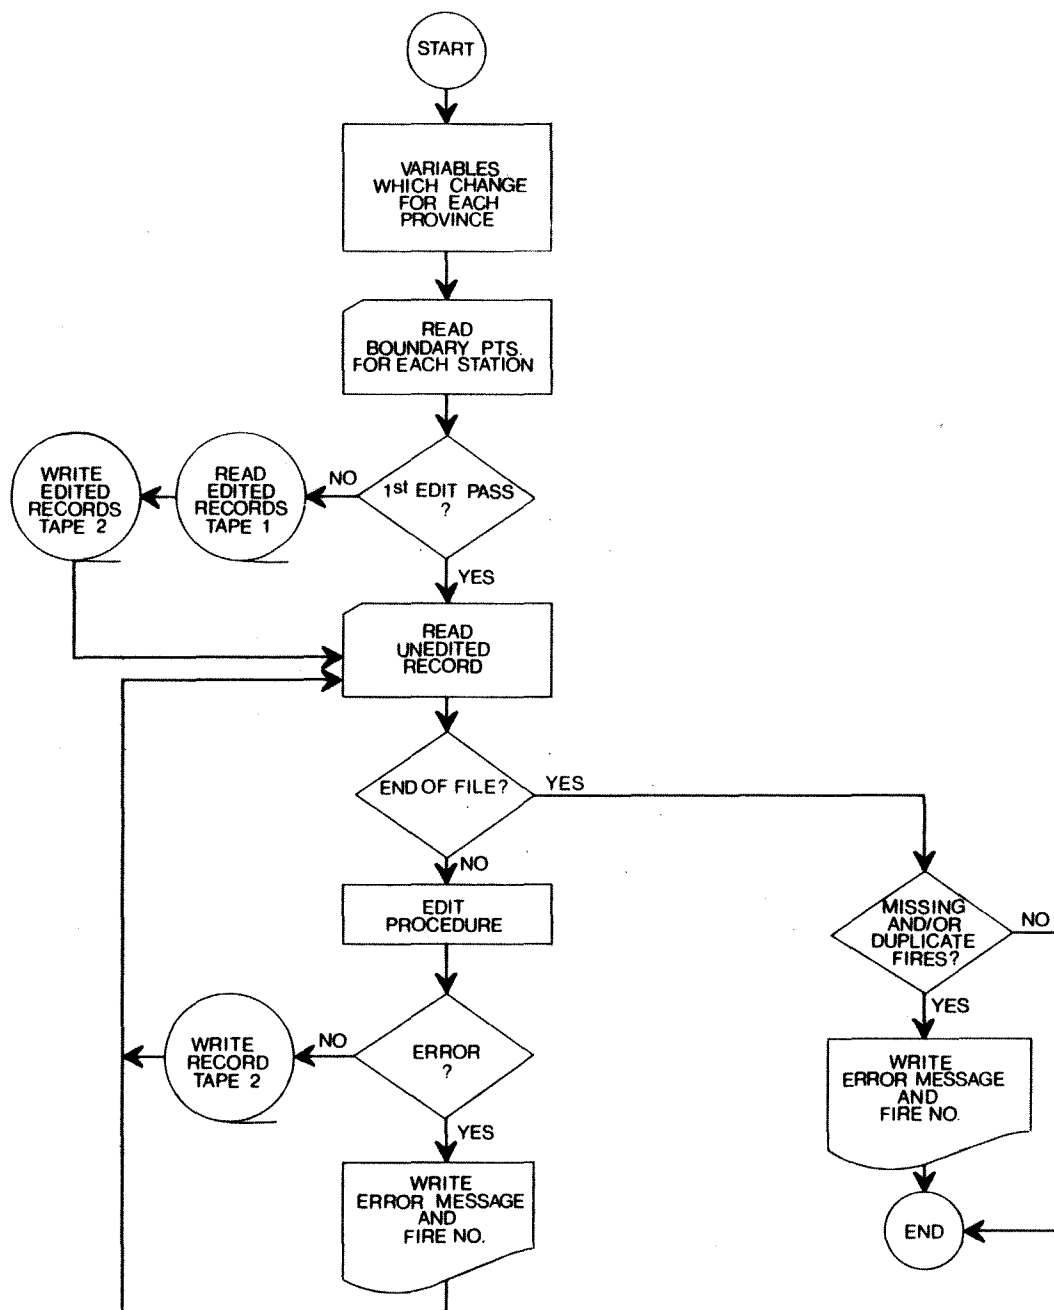 START
VARIABLES
WHICH CHANGE
FOR EACH
PROVINCE
READ
BOUNDARY PTS.
FOR EACH STATION
WRITE
EDITED
RECORDS
TAPE 2
READ
EDITED
RECORDS
TAPE 1
NO
1st EDIT PASS
?
YES
READ
UNEDITED
RECORD
END OF FILE?
YES
NO
EDIT
PROCEDURE
MISSING
AND/OR
DUPLICATE
FIRES?
NO
YES
WRITE
RECORD
TAPE 2
NO
ERROR
?
YES
WRITE
ERROR MESSAGE
AND
FIRE NO.
WRITE
ERROR MESSAGE
AND
FIRE NO.
END